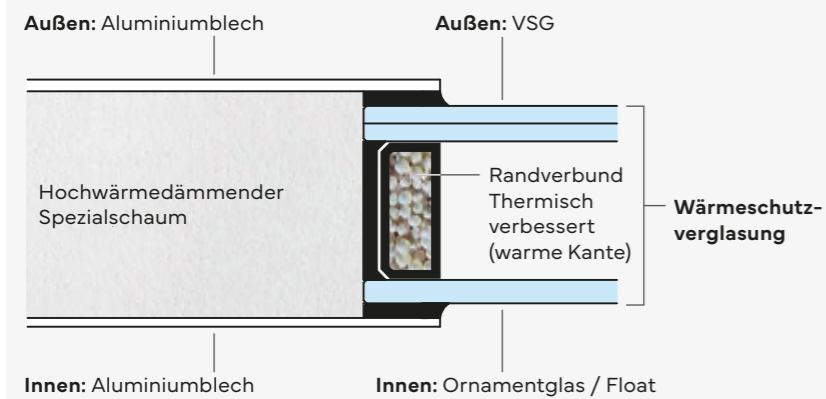 Außen: Aluminiumblech
Außen: VSG
Hochwärmedämmender
Spezialschaum
Randverbund
Thermisch
verbessert
(warme Kante)
Wärmeschutz-
verglasung
Innen: Aluminiumblech
Innen: Ornamentglas / Float